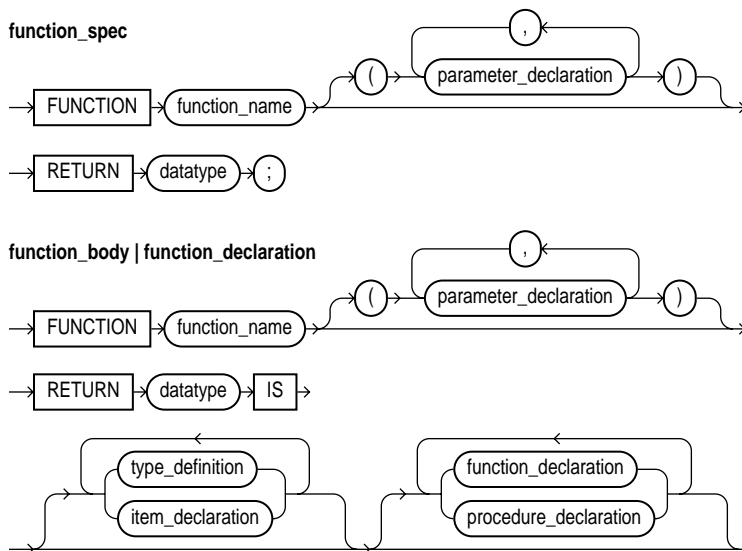 function_spec
,
( parameter_declaration )
FUNCTION function_name
RETURN datatype ;
function_body | function_declaration
,
( parameter_declaration )
FUNCTION function_name
RETURN datatype IS
type_definition function_declaration
item_declaration procedure_declaration